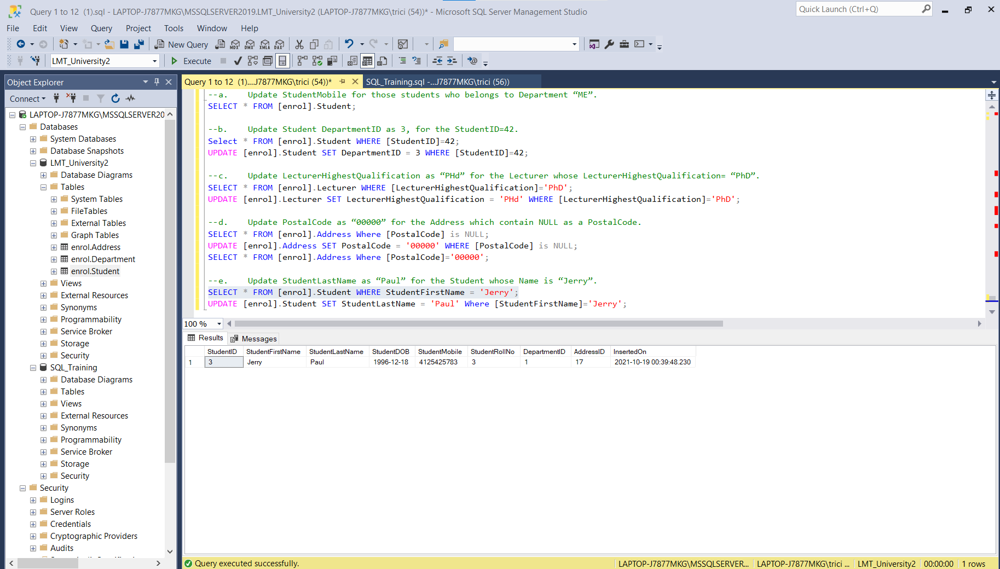 Query 1 to 12  (1).sql - LAPTOP-J7877MKG\MSSQLSERVER2019.LMT_University2 (LAPTOP-J7877MKG\trici (54))* - Microsoft SQL Server Management Studio
Quick Launch (Ctrl+Q)
File Edit View Query Project Tools Window Help
New Query MDX DMX XMLA DAX
LMT_University2 Execute
Object Explorer
Connect
LAPTOP-J7877MKG\MSSQLSERVER20
Databases
System Databases
Database Snapshots
LMT_University2
Database Diagrams
Tables
System Tables
FileTables
External Tables
Graph Tables
enrol.Address
enrol.Department
enrol.Student
Views
External Resources
Synonyms
Programmability
Service Broker
Storage
Security
SQL_Training
Database Diagrams
Tables
Views
External Resources
Synonyms
Programmability
Service Broker
Storage
Security
Security
Logins
Server Roles
Credentials
Cryptographic Providers
Audits
Query 1 to 12  (1)....J7877MKG\trici (54))* SQL_Training.sql -...J7877MKG\trici (56))
--a.    Update StudentMobile for those students who belongs to Department “ME”.
SELECT * FROM [enrol].Student;
--b.    Update Student DepartmentID as 3, for the StudentID=42.
Select * FROM [enrol].Student WHERE [StudentID]=42;
UPDATE [enrol].Student SET DepartmentID = 3 WHERE [StudentID]=42;
--c.    Update LecturerHighestQualification as “PHd” for the Lecturer whose LecturerHighestQualification= “PhD”.
SELECT * FROM [enrol].Lecturer WHERE [LecturerHighestQualification]='PhD';
UPDATE [enrol].Lecturer SET LecturerHighestQualification = 'PHd' WHERE [LecturerHighestQualification]='PhD';
--d.    Update PostalCode as “00000” for the Address which contain NULL as a PostalCode.
SELECT * FROM [enrol].Address Where [PostalCode] is NULL;
UPDATE [enrol].Address SET PostalCode = '00000' WHERE [PostalCode] is NULL;
SELECT * FROM [enrol].Address Where [PostalCode]='00000';
--e.    Update StudentLastName as “Paul” for the Student whose Name is “Jerry”.
SELECT * FROM [enrol].Student WHERE StudentFirstName = 'Jerry';
UPDATE [enrol].Student SET StudentLastName = 'Paul' Where [StudentFirstName]='Jerry';
100 %
Results Messages
StudentID StudentFirstName StudentLastName StudentDOB StudentMobile StudentRollNo DepartmentID AddressID InsertedOn
1 3 Jerry Paul 1996-12-18 4125425783 3 1 17 2021-10-19 00:39:48.230
Query executed successfully. LAPTOP-J7877MKG\MSSQLSERVER... LAPTOP-J7877MKG\trici ... LMT_University2 00:00:00 1 rows